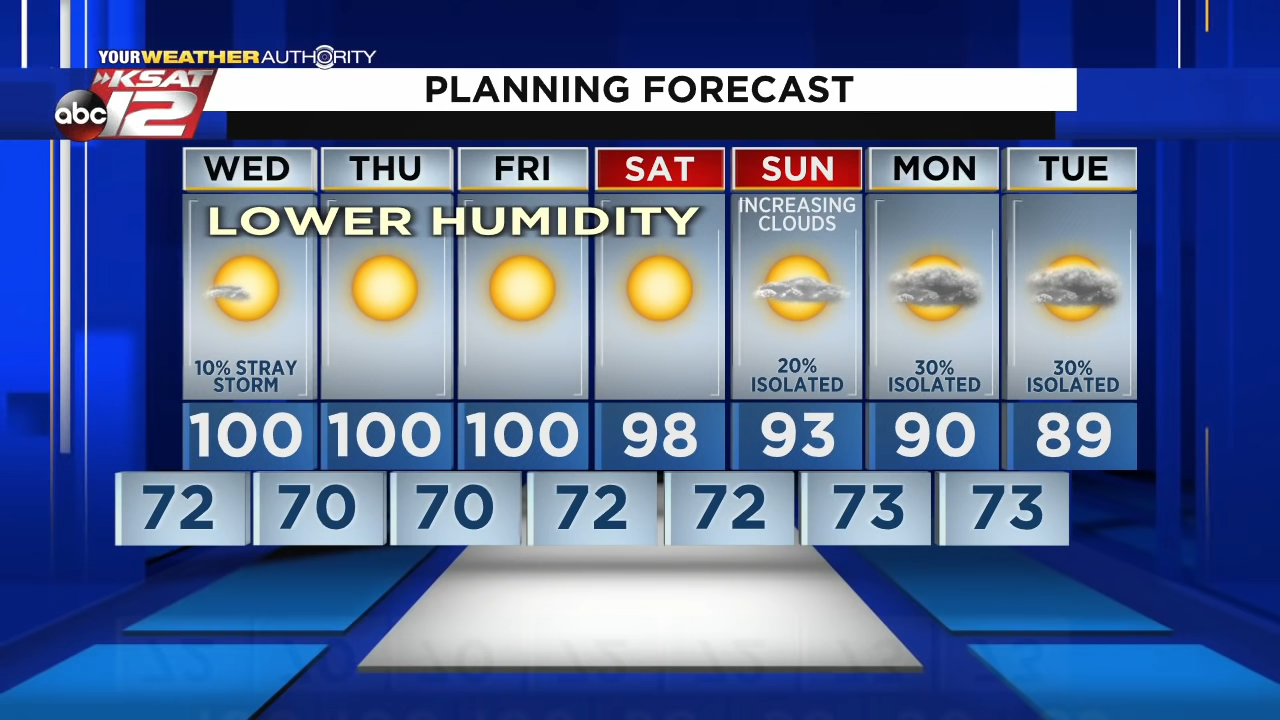 YOURWEATHERAUTHORITY
KSAT
abc 12
PLANNING FORECAST
WED THU FRI SAT SUN MON TUE
LOWER HUMIDITY
INCREASING
CLOUDS
10% STRAY
STORM
20%
ISOLATED
30%
ISOLATED
30%
ISOLATED
100 100 100 98 93 90 89
72 70 70 72 72 73 73